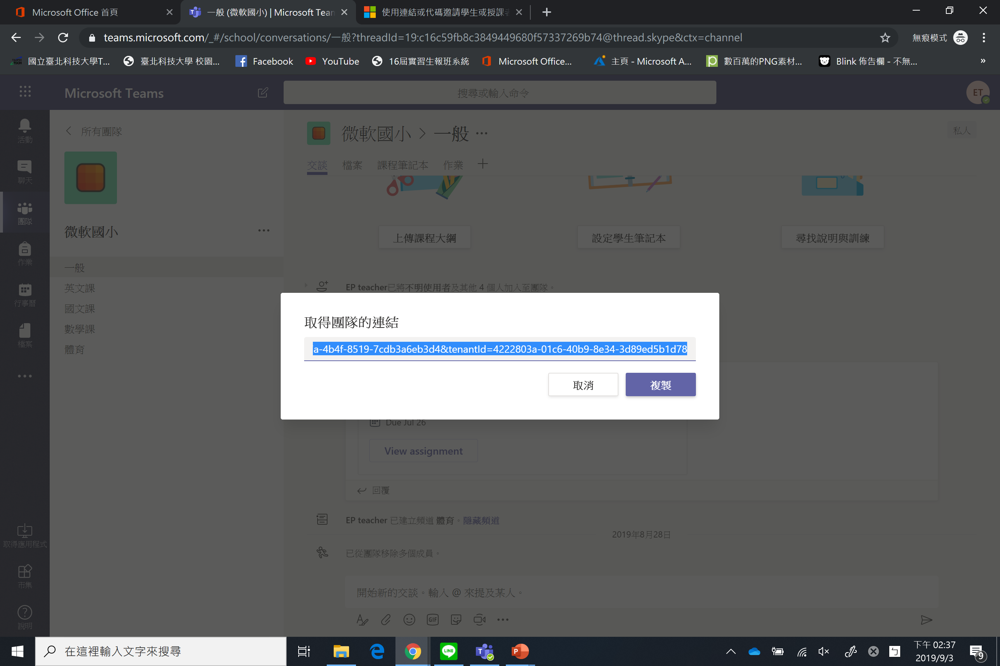 Microsoft Office 首頁
一般 (微軟國小) | Microsoft Tean
使用連結或代碼邀請學生或授課者
teams.microsoft.com/_#/school/conversations/一般?threadId=19:c16c59fb8c3849449680f57337269b74@thread.skype&ctx=channel
無痕模式
TAIPEI TECH
國立臺北科技大學T...
臺北科技大學 校園...
Facebook
YouTube
16屆實習生報班系統
Microsoft Office...
主頁 - Microsoft A...
數百萬的PNG素材...
Blink 佈告欄 - 不無...
»
Microsoft Teams
搜尋或輸入命令
ET
活動
聊天
團隊
作業
行事曆
檔案
取得應用程式
市集
說明
所有團隊
微軟國小
一般
英文課
國文課
數學課
體育
微軟國小 > 一般 ...
私人
交談 檔案 課程筆記本 作業 +
上傳課程大綱
設定學生筆記本
尋找說明與訓練
EP teacher已將不明使用者及其他 4 個人加入至團隊。
取得團隊的連結
a-4b4f-8519-7cdb3a6eb3d4&tenantId=4222803a-01c6-40b9-8e34-3d89ed5b1d78
取消
複製
Due Jul 26
View assignment
回覆
EP teacher 已建立頻道 體育。隱藏頻道
2019年8月28日
已從團隊移除多個成員。
開始新的交談。輸入 @ 來提及某人。
GIF
在這裡輸入文字來搜尋
LINE
ㄅ
下午 02:37
2019/9/3
9